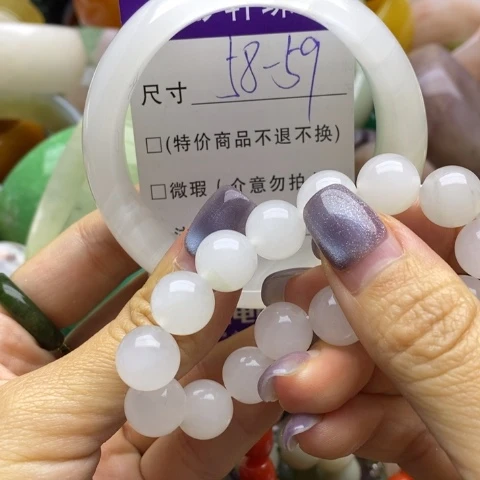 尺寸 58-59
□(特价商品不退不换)
□微瑕(介意勿拍